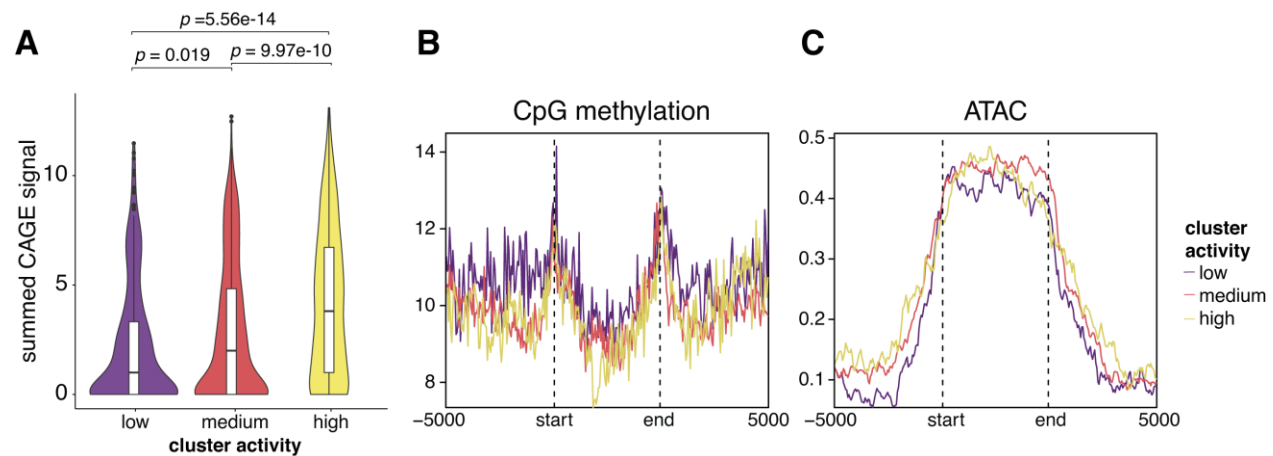 A
p =5.56e-14
p = 0.019
p = 9.97e-10
summed CAGE signal
10
5
0
low
medium
high
cluster activity
B
CpG methylation
14
12
10
8
−5000
start
end
5000
C
ATAC
0.5
0.4
0.3
0.2
0.1
−5000
start
end
5000
cluster
activity
low
medium
high